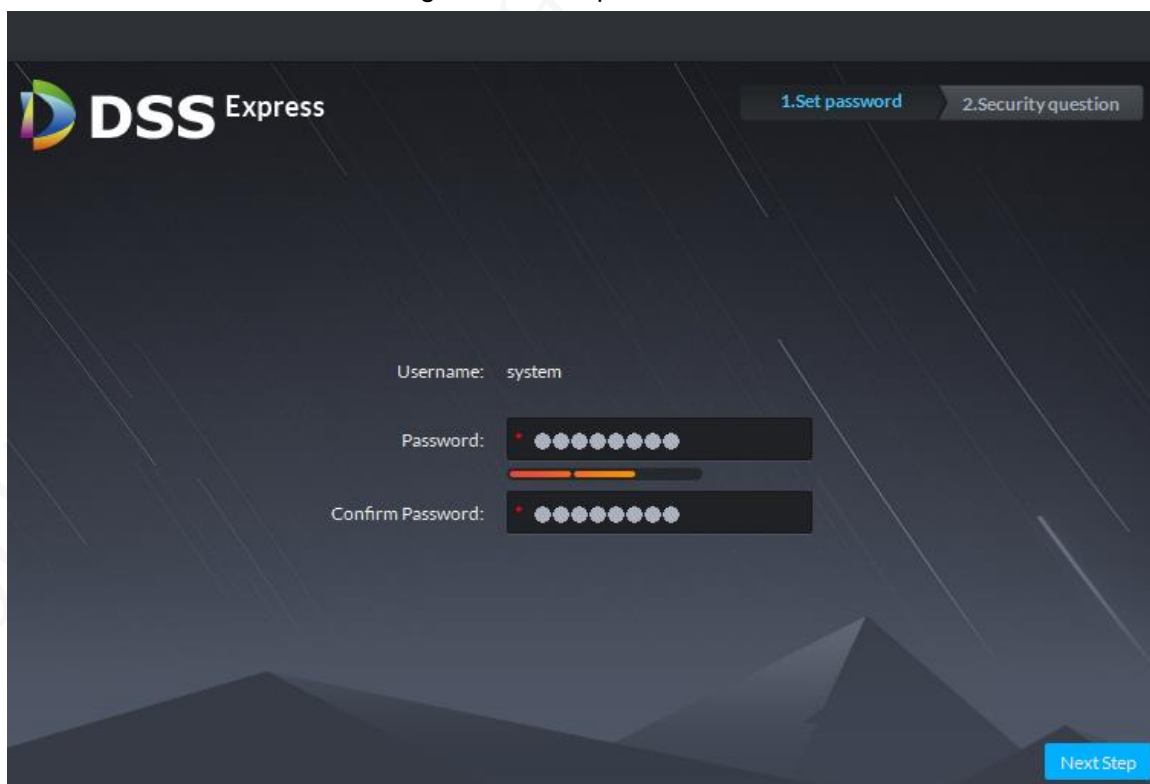 DSS Express
1.Set password
2.Security question
Username: system
Password: * ●●●●●●●●
Confirm Password: * ●●●●●●●●
Next Step